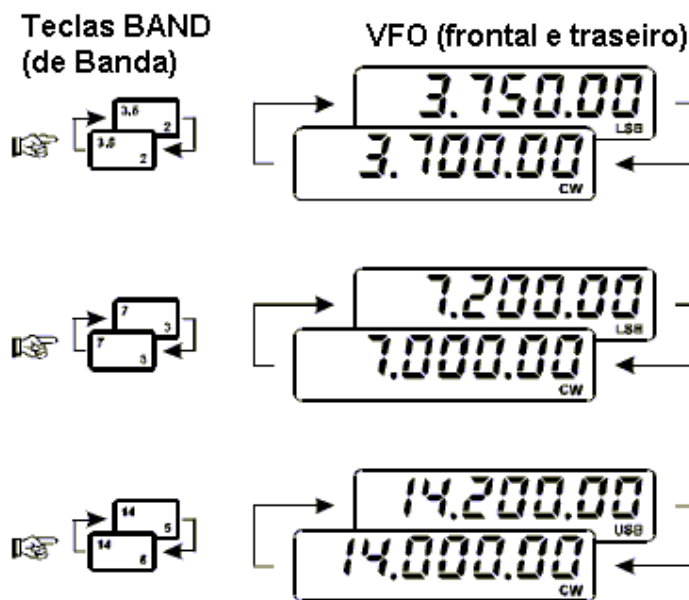 Teclas BAND
(de Banda)
VFO (frontal e traseiro)
3,5
2
3,5
2
3.750.00
LSB
3.700.00
CW
7
3
7
3
7.200.00
LSB
7.000.00
CW
14
5
14
14.200.00
USB
14.000.00
CW